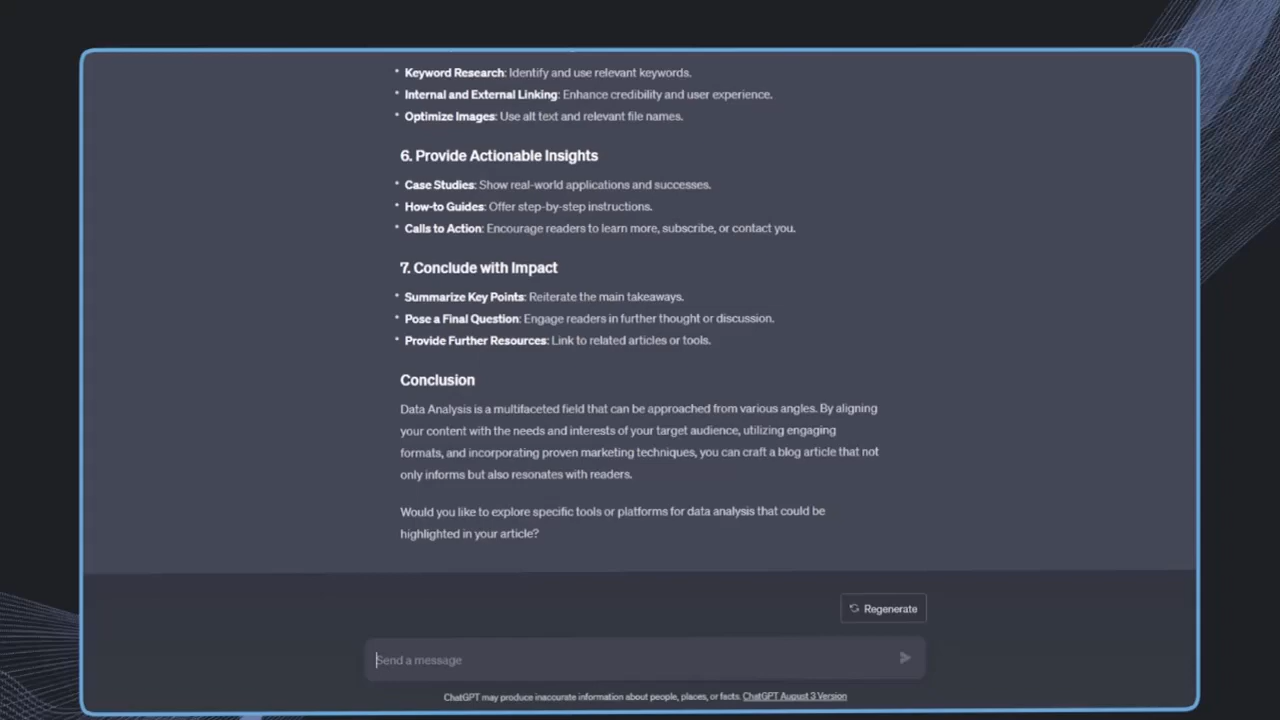 • Keyword Research: Identify and use relevant keywords.
• Internal and External Linking: Enhance credibility and user experience.
• Optimize Images: Use alt text and relevant file names.
6. Provide Actionable Insights
• Case Studies: Show real-world applications and successes.
• How-to Guides: Offer step-by-step instructions.
• Calls to Action: Encourage readers to learn more, subscribe, or contact you.
7. Conclude with Impact
• Summarize Key Points: Reiterate the main takeaways.
• Pose a Final Question: Engage readers in further thought or discussion.
• Provide Further Resources: Link to related articles or tools.
Conclusion
Data Analysis is a multifaceted field that can be approached from various angles. By aligning
your content with the needs and interests of your target audience, utilizing engaging
formats, and incorporating proven marketing techniques, you can craft a blog article that not
only informs but also resonates with readers.
Would you like to explore specific tools or platforms for data analysis that could be
highlighted in your article?
Regenerate
Send a message
ChatGPT may produce inaccurate information about people, places, or facts. ChatGPT August 3 Version